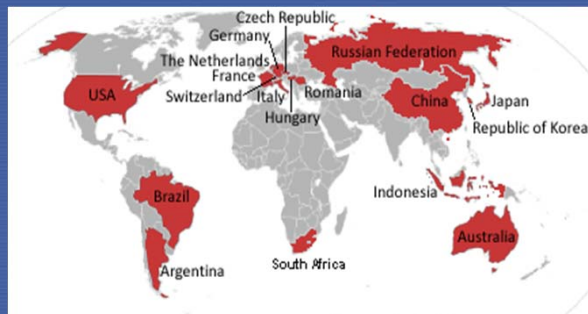 Czech Republic
Germany
The Netherlands
France
Switzerland
Italy
Hungary
Romania
Russian Federation
USA
China
Japan
Republic of Korea
Indonesia
Brazil
Argentina
South Africa
Australia